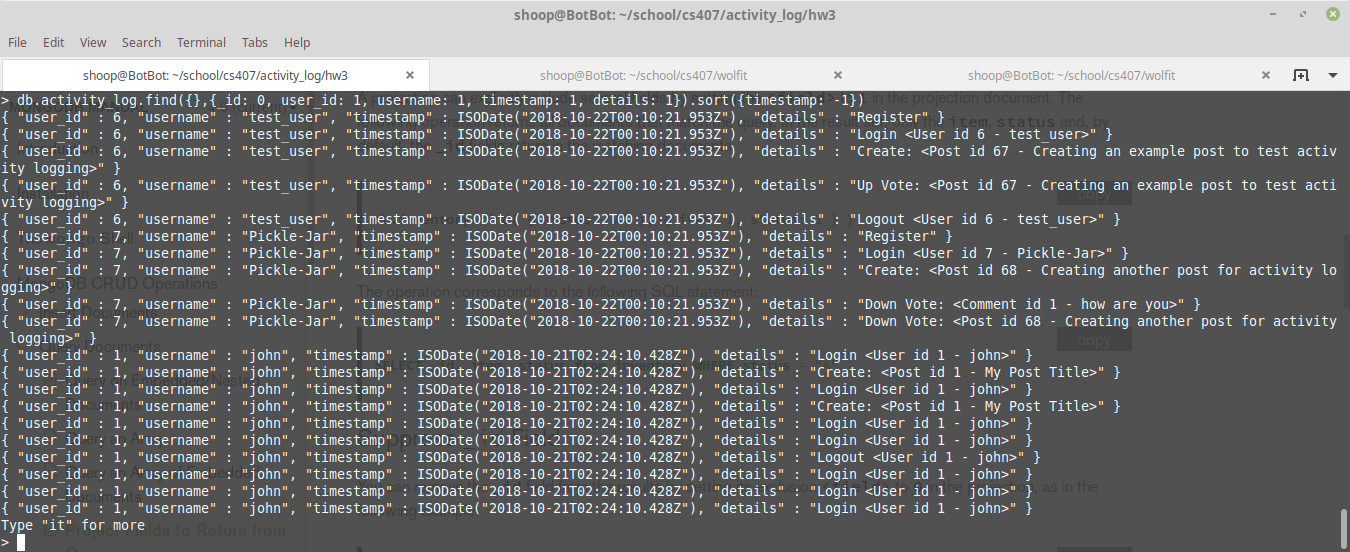 shoop@BotBot: ~/school/cs407/activity_log/hw3
File Edit View Search Terminal Tabs Help
shoop@BotBot: ~/school/cs407/activity_log/hw3 × shoop@BotBot: ~/school/cs407/wolfit × shoop@BotBot: ~/school/cs407/wolfit ×
> db.activity_log.find({},{_id: 0, user_id: 1, username: 1, timestamp: 1, details: 1}).sort({timestamp: -1})
{ "user_id" : 6, "username" : "test_user", "timestamp" : ISODate("2018-10-22T00:10:21.953Z"), "details" : "Register" }
{ "user_id" : 6, "username" : "test_user", "timestamp" : ISODate("2018-10-22T00:10:21.953Z"), "details" : "Login <User id 6 - test_user>" }
{ "user_id" : 6, "username" : "test_user", "timestamp" : ISODate("2018-10-22T00:10:21.953Z"), "details" : "Create: <Post id 67 - Creating an example post to test activ
ity logging>" }
{ "user_id" : 6, "username" : "test_user", "timestamp" : ISODate("2018-10-22T00:10:21.953Z"), "details" : "Up Vote: <Post id 67 - Creating an example post to test acti
vity logging>" }
{ "user_id" : 6, "username" : "test_user", "timestamp" : ISODate("2018-10-22T00:10:21.953Z"), "details" : "Logout <User id 6 - test_user>" }
{ "user_id" : 7, "username" : "Pickle-Jar", "timestamp" : ISODate("2018-10-22T00:10:21.953Z"), "details" : "Register" }
{ "user_id" : 7, "username" : "Pickle-Jar", "timestamp" : ISODate("2018-10-22T00:10:21.953Z"), "details" : "Login <User id 7 - Pickle-Jar>" }
{ "user_id" : 7, "username" : "Pickle-Jar", "timestamp" : ISODate("2018-10-22T00:10:21.953Z"), "details" : "Create: <Post id 68 - Creating another post for activity lo
gging>" }
{ "user_id" : 7, "username" : "Pickle-Jar", "timestamp" : ISODate("2018-10-22T00:10:21.953Z"), "details" : "Down Vote: <Comment id 1 - how are you>" }
{ "user_id" : 7, "username" : "Pickle-Jar", "timestamp" : ISODate("2018-10-22T00:10:21.953Z"), "details" : "Down Vote: <Post id 68 - Creating another post for activity
logging>" }
{ "user_id" : 1, "username" : "john", "timestamp" : ISODate("2018-10-21T02:24:10.428Z"), "details" : "Login <User id 1 - john>" }
{ "user_id" : 1, "username" : "john", "timestamp" : ISODate("2018-10-21T02:24:10.428Z"), "details" : "Create: <Post id 1 - My Post Title>" }
{ "user_id" : 1, "username" : "john", "timestamp" : ISODate("2018-10-21T02:24:10.428Z"), "details" : "Login <User id 1 - john>" }
{ "user_id" : 1, "username" : "john", "timestamp" : ISODate("2018-10-21T02:24:10.428Z"), "details" : "Create: <Post id 1 - My Post Title>" }
{ "user_id" : 1, "username" : "john", "timestamp" : ISODate("2018-10-21T02:24:10.428Z"), "details" : "Login <User id 1 - john>" }
{ "user_id" : 1, "username" : "john", "timestamp" : ISODate("2018-10-21T02:24:10.428Z"), "details" : "Login <User id 1 - john>" }
{ "user_id" : 1, "username" : "john", "timestamp" : ISODate("2018-10-21T02:24:10.428Z"), "details" : "Logout <User id 1 - john>" }
{ "user_id" : 1, "username" : "john", "timestamp" : ISODate("2018-10-21T02:24:10.428Z"), "details" : "Login <User id 1 - john>" }
{ "user_id" : 1, "username" : "john", "timestamp" : ISODate("2018-10-21T02:24:10.428Z"), "details" : "Login <User id 1 - john>" }
{ "user_id" : 1, "username" : "john", "timestamp" : ISODate("2018-10-21T02:24:10.428Z"), "details" : "Login <User id 1 - john>" }
Type "it" for more
>